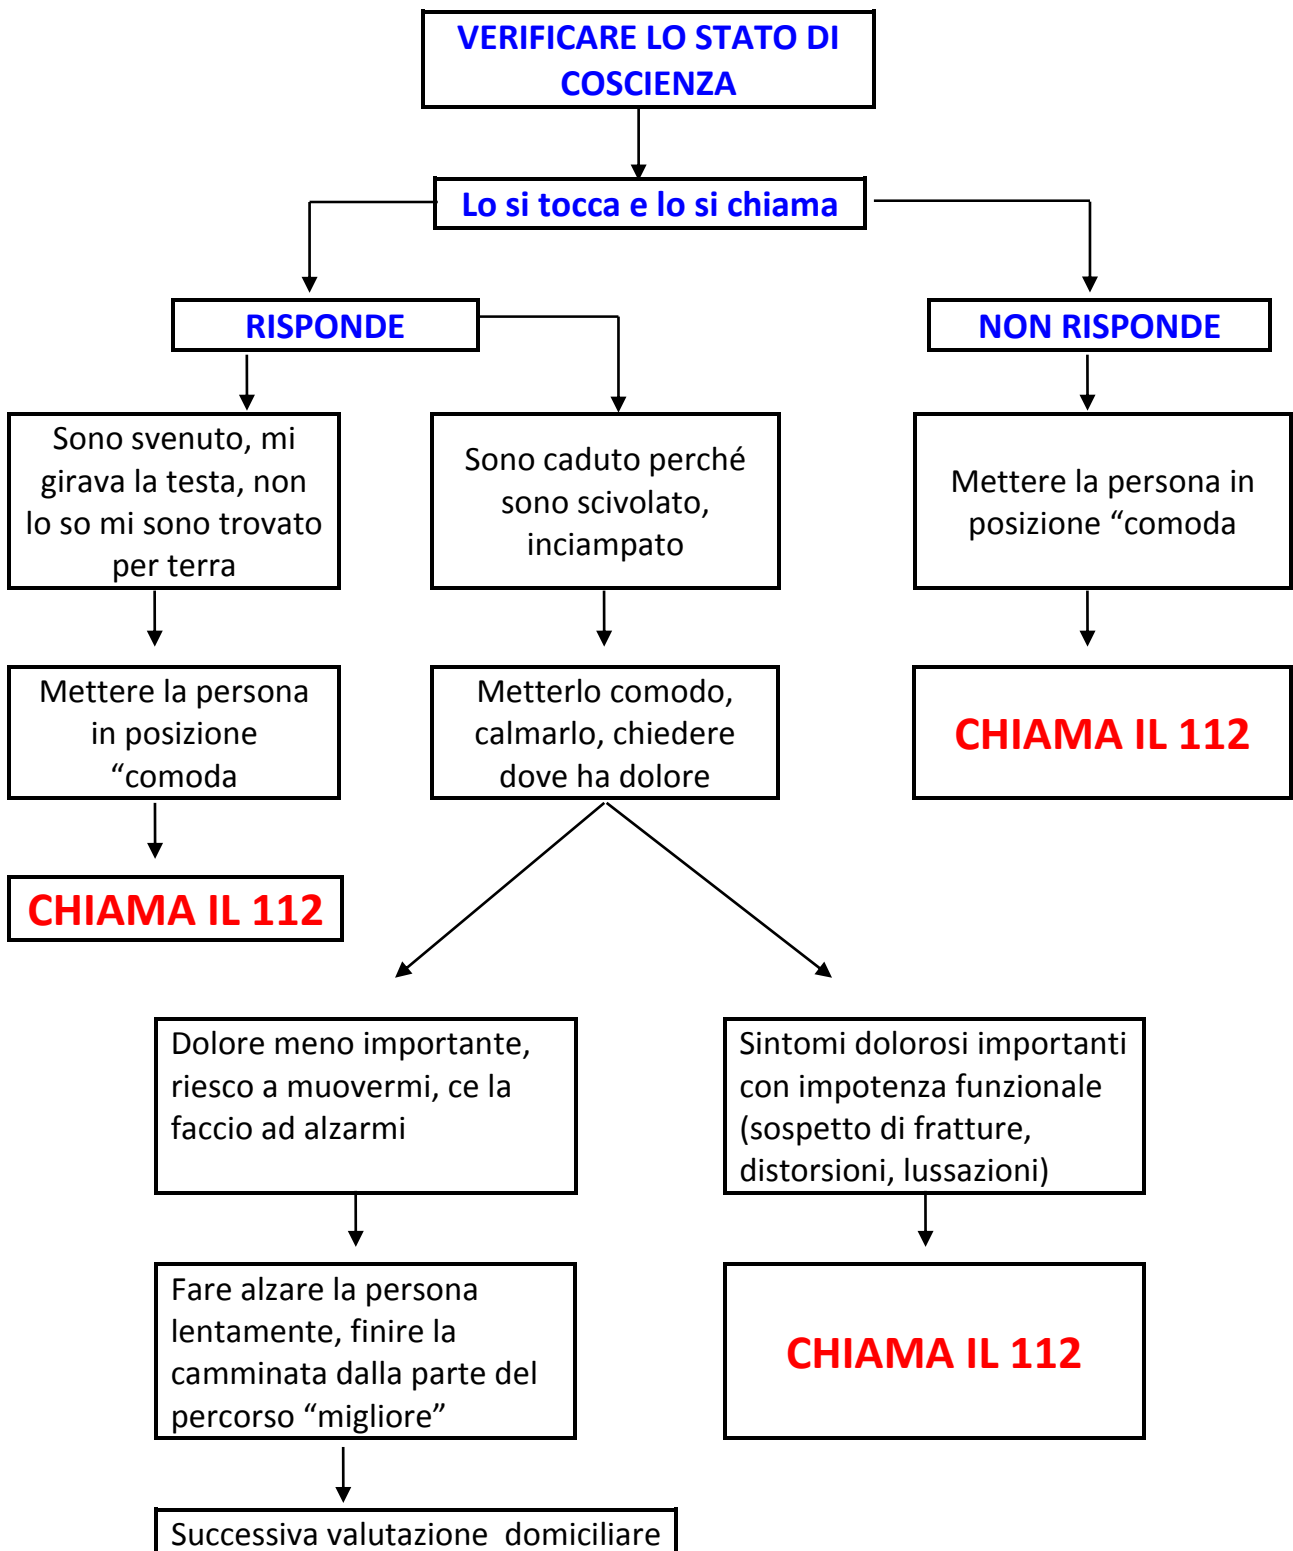 VERIFICARE LO STATO DI
COSCIENZA
Lo si tocca e lo si chiama
RISPONDE
NON RISPONDE
Sono svenuto, mi
girava la testa, non
lo so mi sono trovato
per terra
Sono caduto perché
sono scivolato,
inciampato
Mettere la persona in
posizione “comoda
Mettere la persona
in posizione
“comoda
Metterlo comodo,
calmarlo, chiedere
dove ha dolore
CHIAMA IL 112
CHIAMA IL 112
Dolore meno importante,
riesco a muovermi, ce la
faccio ad alzarmi
Sintomi dolorosi importanti
con impotenza funzionale
(sospetto di fratture,
distorsioni, lussazioni)
Fare alzare la persona
lentamente, finire la
camminata dalla parte del
percorso “migliore”
CHIAMA IL 112
Successiva valutazione  domiciliare